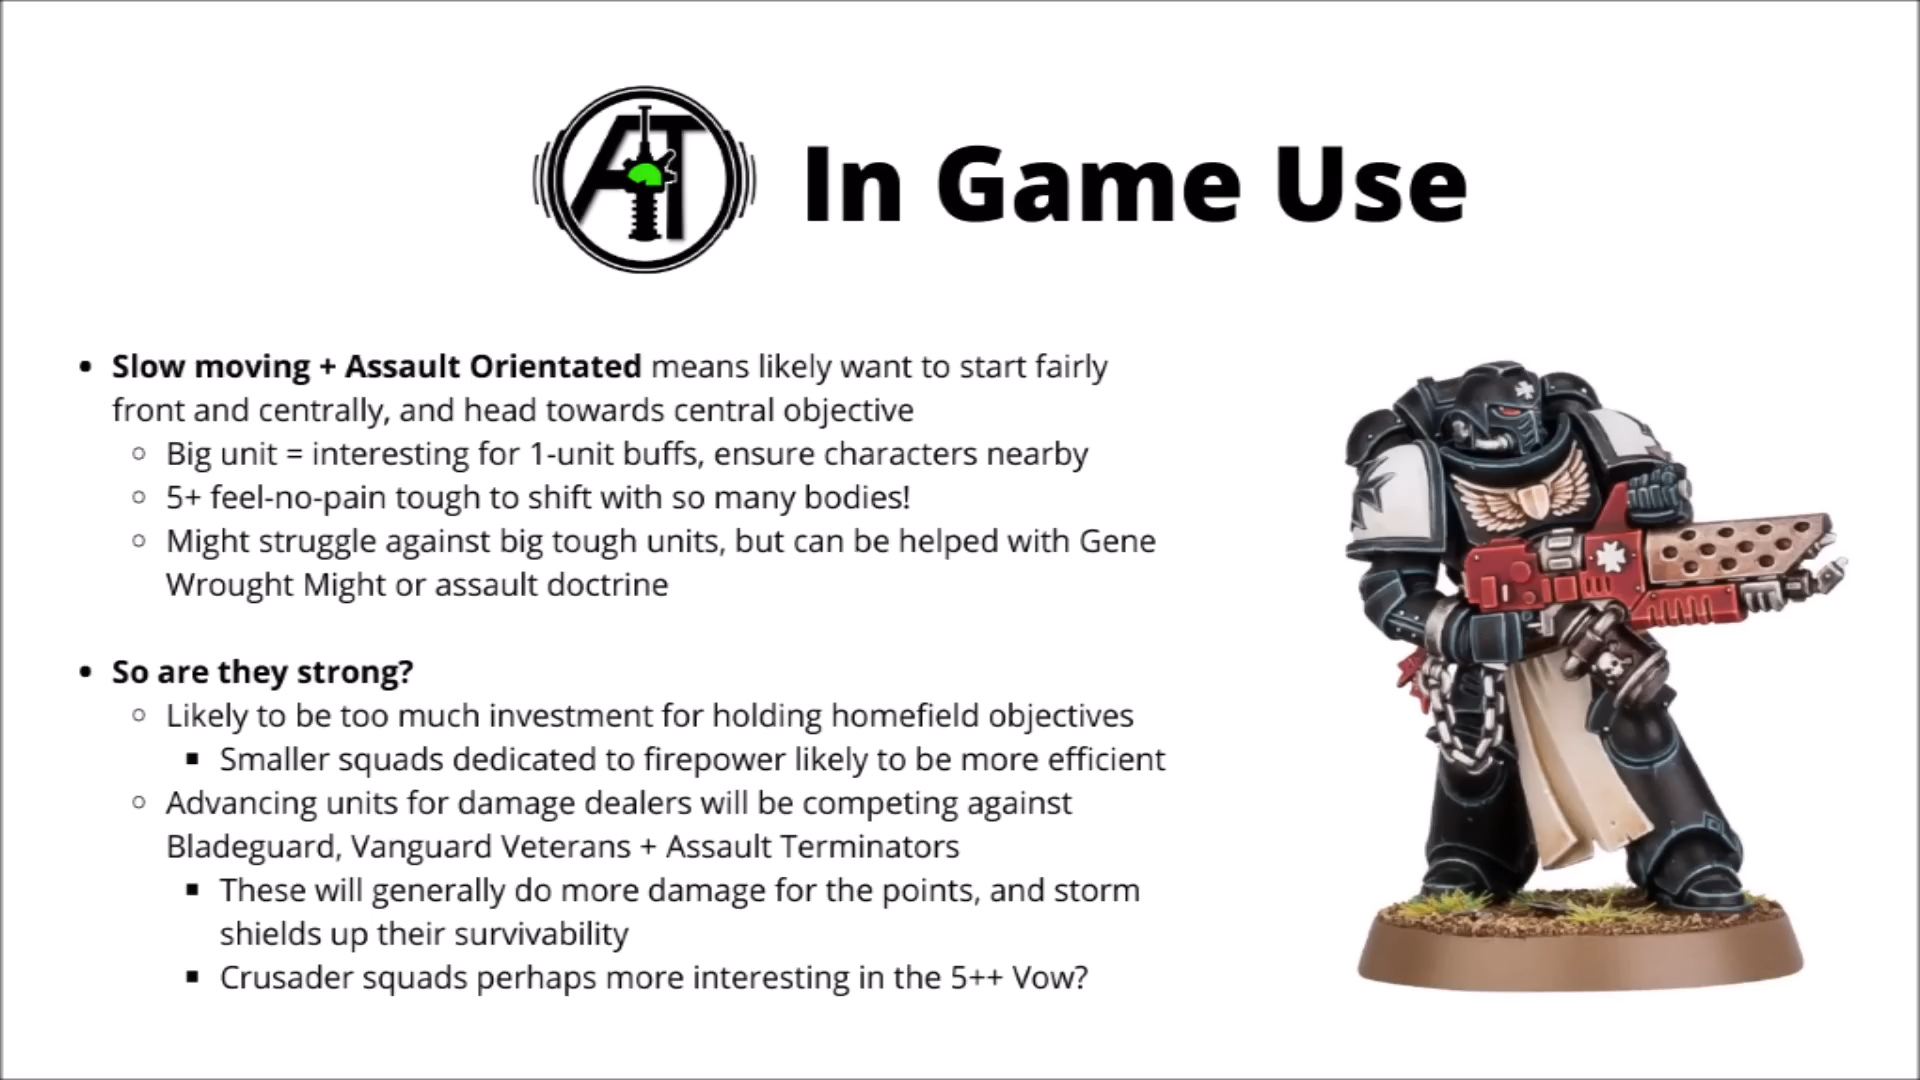 AT
In Game Use
• Slow moving + Assault Orientated means likely want to start fairly
front and centrally, and head towards central objective
○ Big unit = interesting for 1-unit buffs, ensure characters nearby
○ 5+ feel-no-pain tough to shift with so many bodies!
○ Might struggle against big tough units, but can be helped with Gene
Wrought Might or assault doctrine
• So are they strong?
○ Likely to be too much investment for holding homefield objectives
▪ Smaller squads dedicated to firepower likely to be more efficient
○ Advancing units for damage dealers will be competing against
Bladeguard, Vanguard Veterans + Assault Terminators
▪ These will generally do more damage for the points, and storm
shields up their survivability
▪ Crusader squads perhaps more interesting in the 5++ Vow?